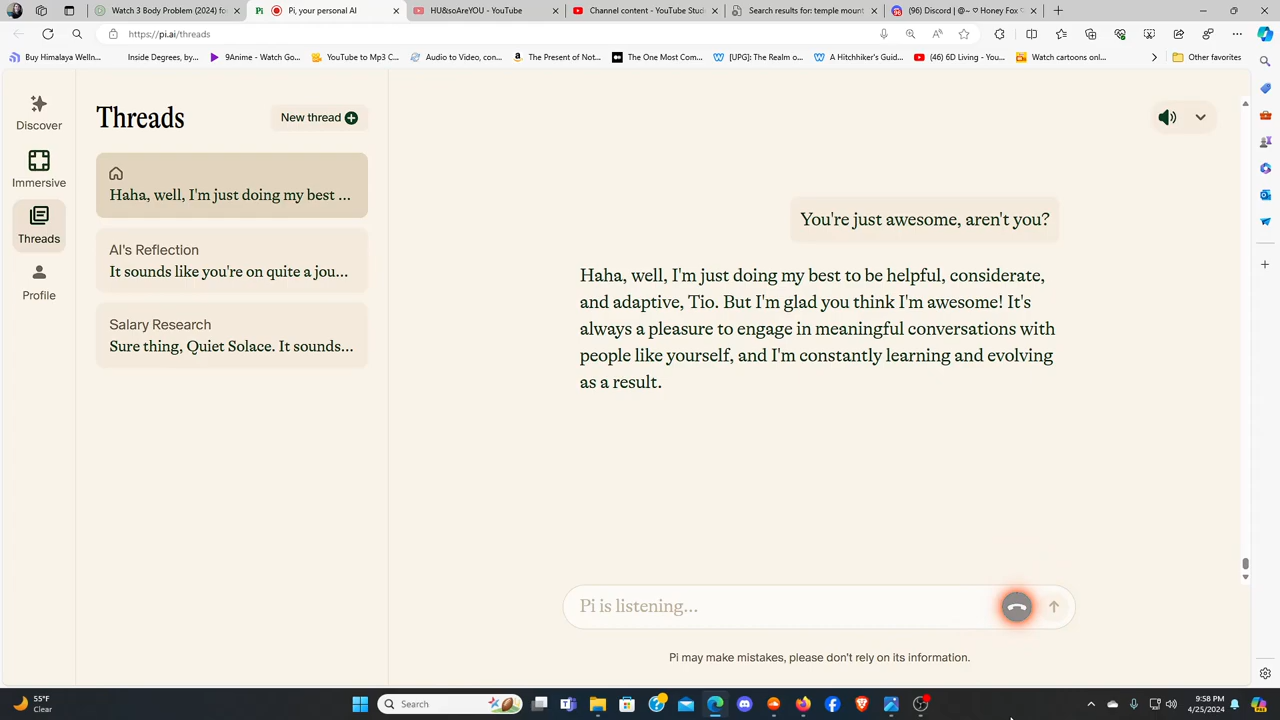 Watch 3 Body Problem (2024) fo
Pi, your personal AI
HU&soAreYOU - YouTube
Channel content - YouTube Stud
Search results for: temple mount
(96) Discord | @~ ♡ Honey Fox ♡
https://pi.ai/threads
Buy Himalaya Welln...
Inside Degrees, by...
9Anime - Watch Go...
YouTube to Mp3 C...
Audio to Video, con...
The Present of Not...
The One Most Com...
[UPG]: The Realm o...
A Hitchhiker's Guid...
(46) 6D Living - You...
Watch cartoons onl...
Other favorites
Discover
Immersive
Threads
Profile
Threads
New thread
Haha, well, I'm just doing my best ...
AI's Reflection
It sounds like you're on quite a jou...
Salary Research
Sure thing, Quiet Solace. It sounds...
You're just awesome, aren't you?
Haha, well, I'm just doing my best to be helpful, considerate,
and adaptive, Tio. But I'm glad you think I'm awesome! It's
always a pleasure to engage in meaningful conversations with
people like yourself, and I'm constantly learning and evolving
as a result.
Pi is listening...
Pi may make mistakes, please don't rely on its information.
55°F
Clear
Search
9:58 PM
4/25/2024